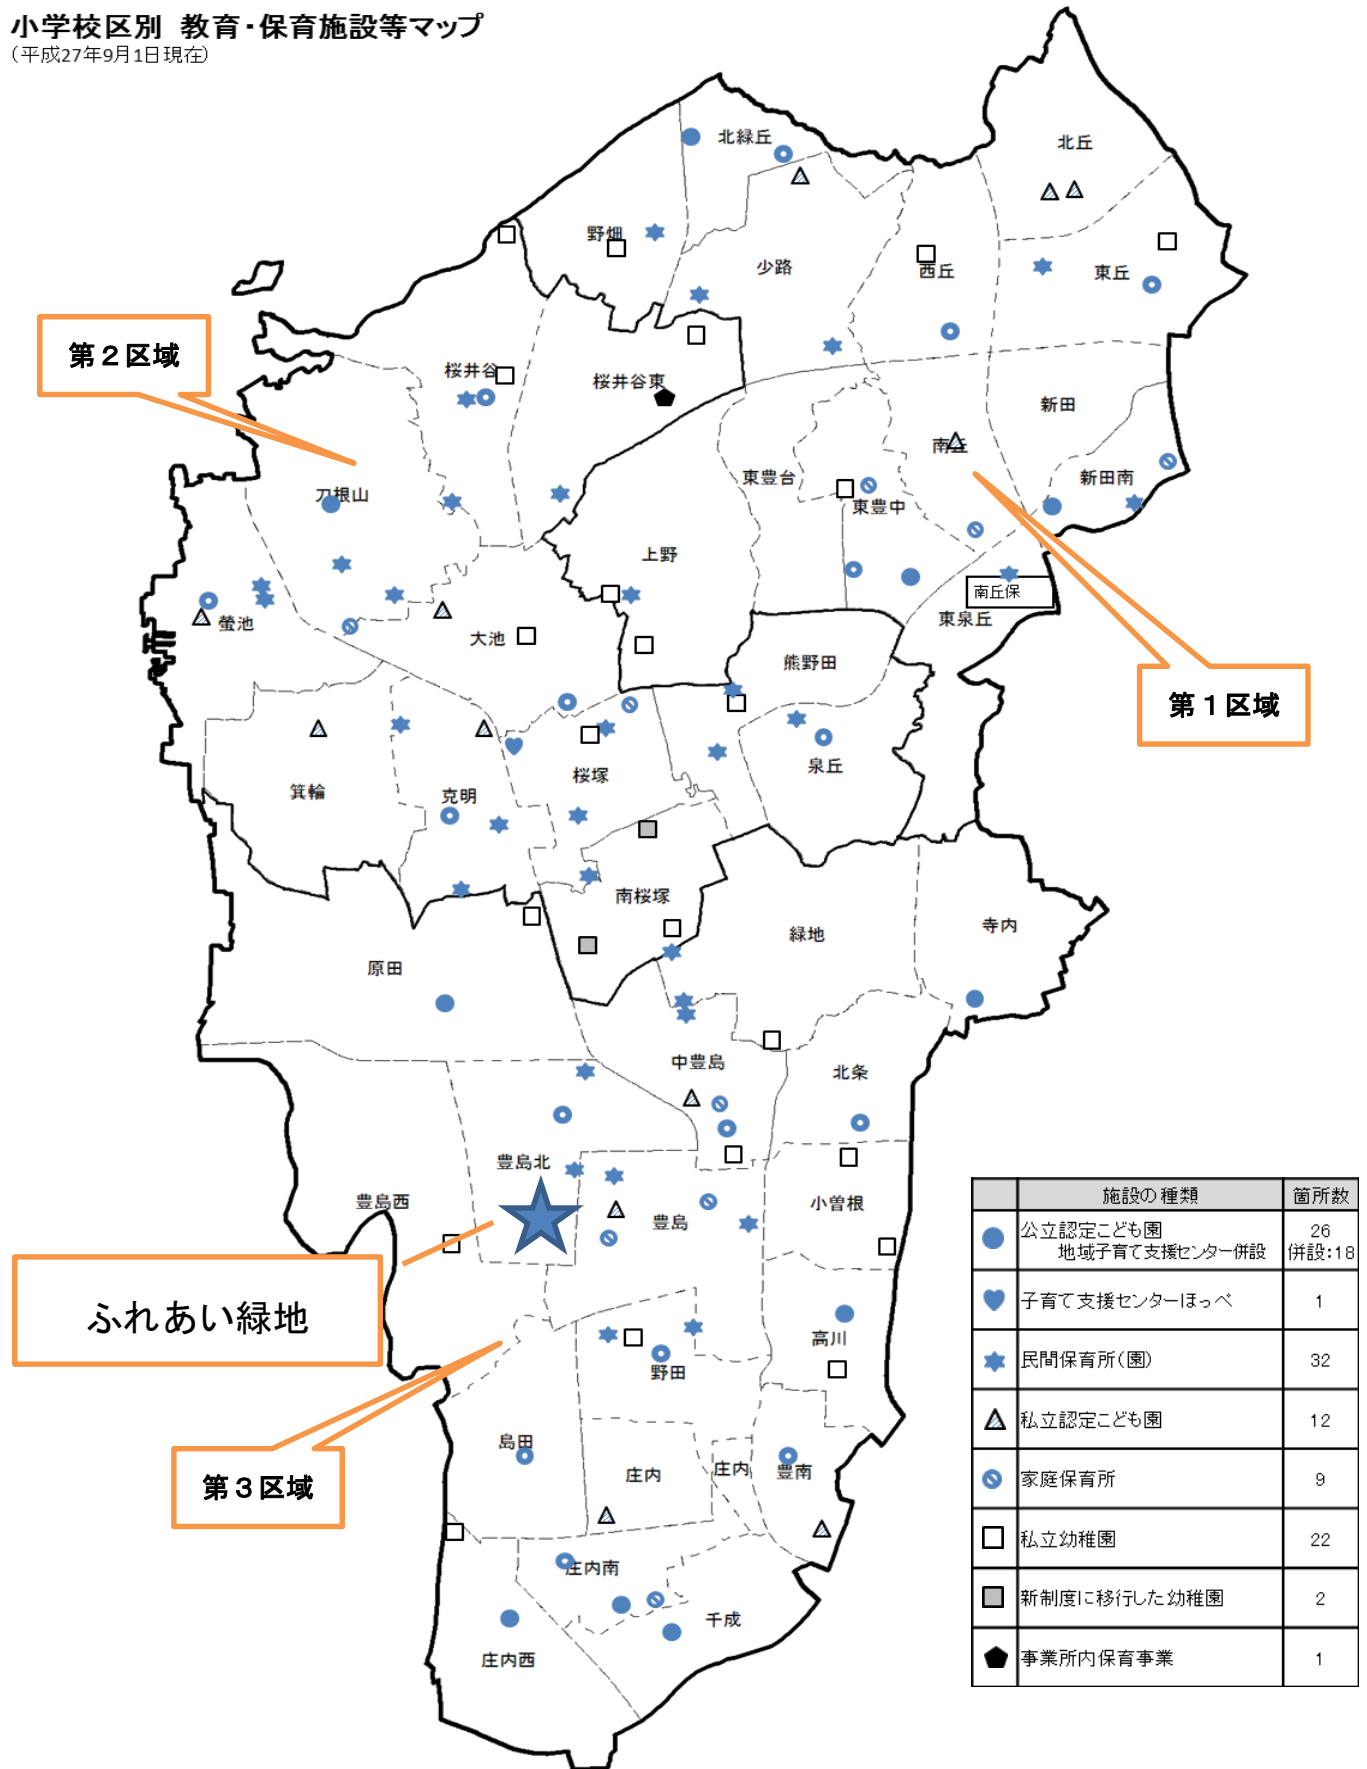 小学校区別 教育・保育施設等マップ
（平成27年9月1日現在）
北緑丘
北丘
野畑
少路
西丘
東丘
第２区域
桜井谷
桜井谷東
新田
南丘
新田南
東豊台
東豊中
刀根山
上野
南丘保
東泉丘
螢池
大池
熊野田
第１区域
桜塚
泉丘
箕輪
克明
南桜塚
緑地
寺内
原田
中豊島
北条
豊島北
豊島西
豊島
小曽根
ふれあい緑地
高川
野田
島田
庄内
庄内
豊南
第３区域
庄内南
千成
庄内西
施設の種類 箇所数
公立認定こども園 26
地域子育て支援センター併設 併設：18
子育て支援センターほっぺ 1
民間保育所（園） 32
私立認定こども園 12
家庭保育所 9
私立幼稚園 22
新制度に移行した幼稚園 2
事業所内保育事業 1